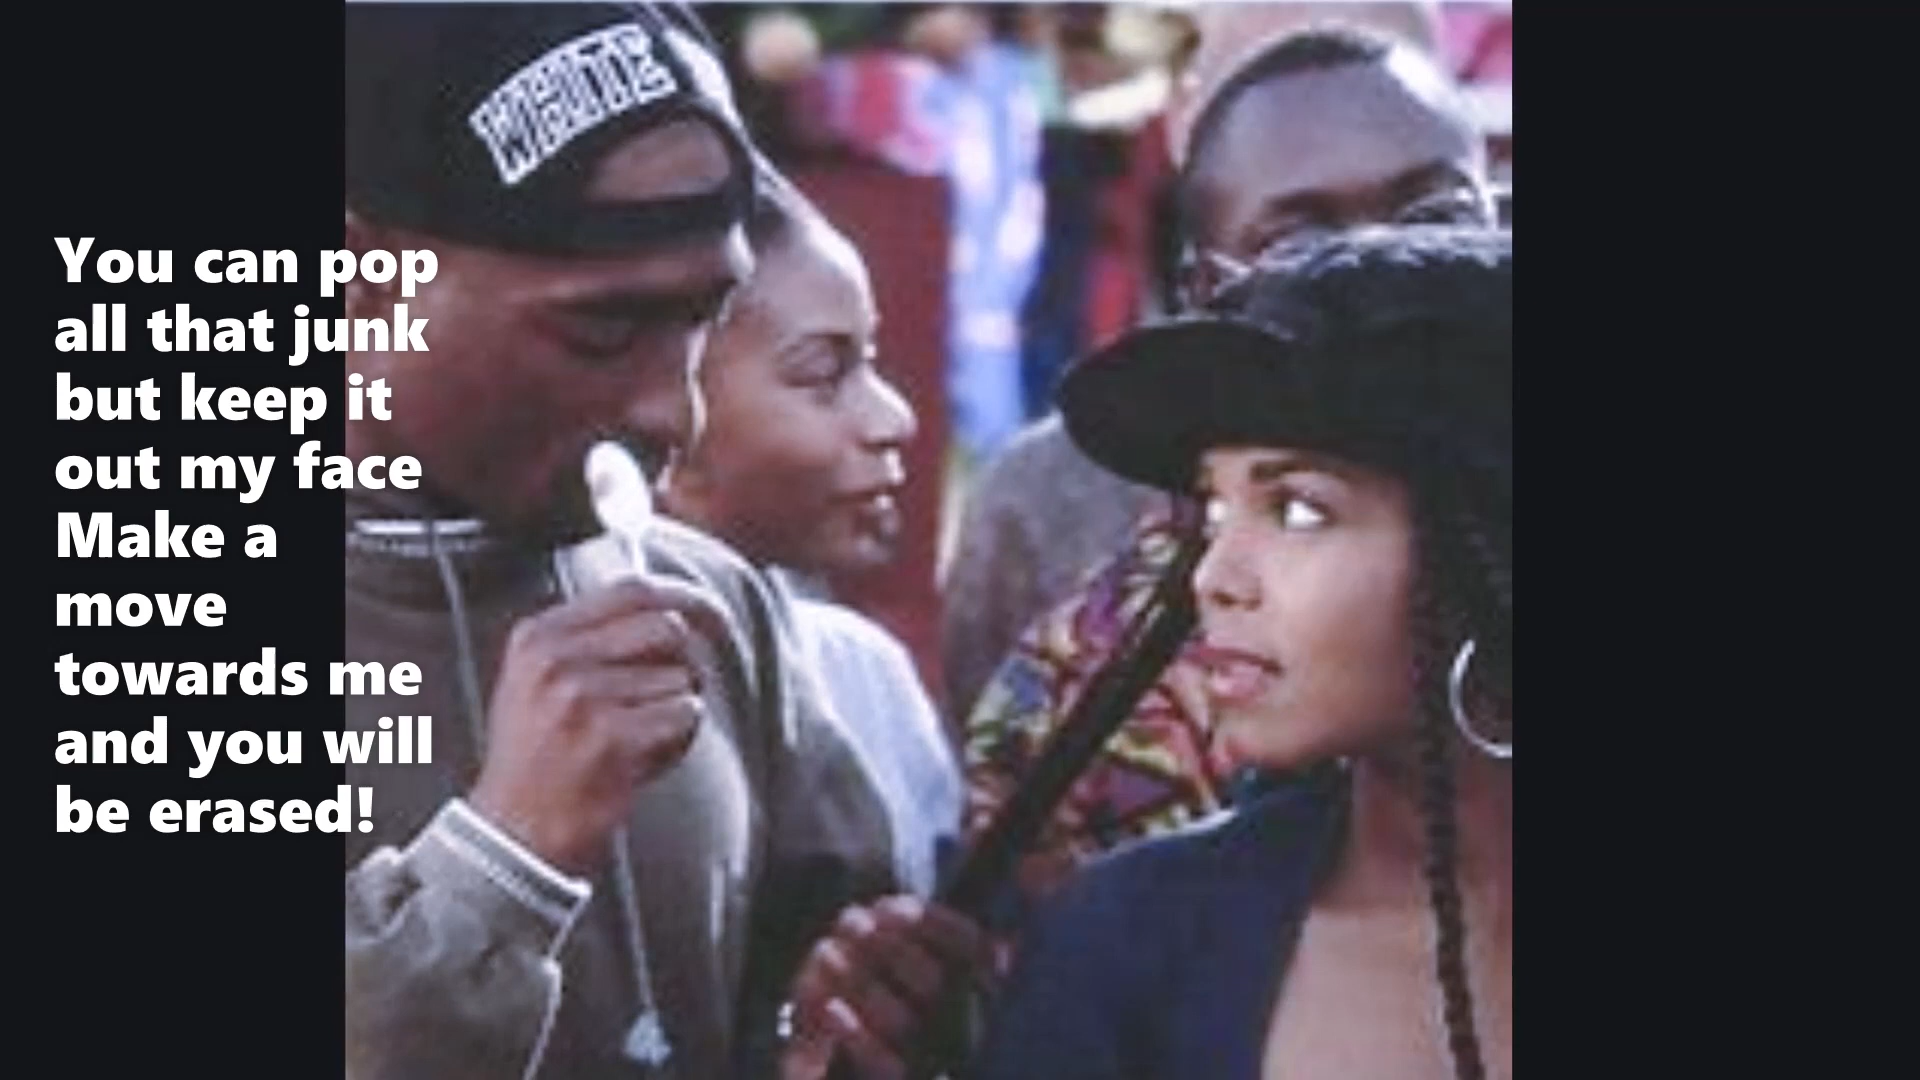 WHITE
You can pop
all that junk
but keep it
out my face
Make a
move
towards me
and you will
be erased!